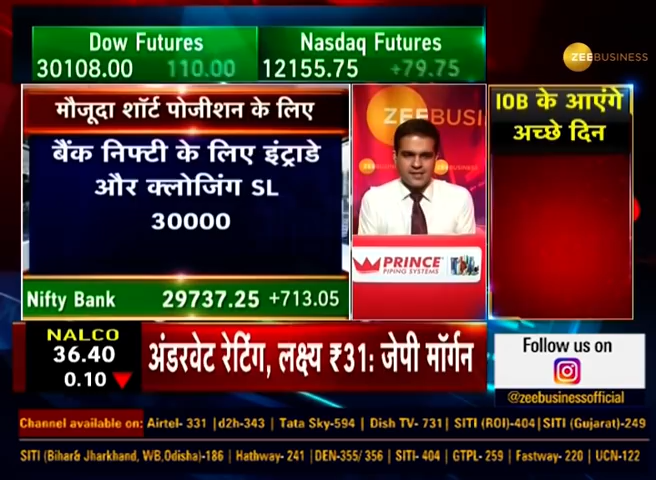 Dow Futures
30108.00 110.00
Nasdaq Futures
12155.75 +79.75
ZEEBUSINESS
मौजूदा शॉर्ट पोजीशन के लिए
बैंक निफ्टी के लिए इंट्राडे
और क्लोजिंग SL
30000
Nifty Bank 29737.25 +713.05
ZEEBUSIN
ZEEBUSINESS
PRINCE
PIPING SYSTEMS
IOB के आएंगे
अच्छे दिन
NALCO
36.40
0.10
अंडरवेट रेटिंग, लक्ष्य ₹31: जेपी मॉर्गन
Follow us on
@zeebusinessofficial
Channel available on: Airtel- 331 |d2h-343 | Tata Sky-594 | Dish TV- 731| SITI (ROI)-404|SITI (Gujarat)-249
SITI (Bihar& Jharkhand, WB,Odisha)-186 | Hathway- 241 |DEN-355/ 356 | SITI- 404 | GTPL- 259 | Fastway- 220 | UCN-122